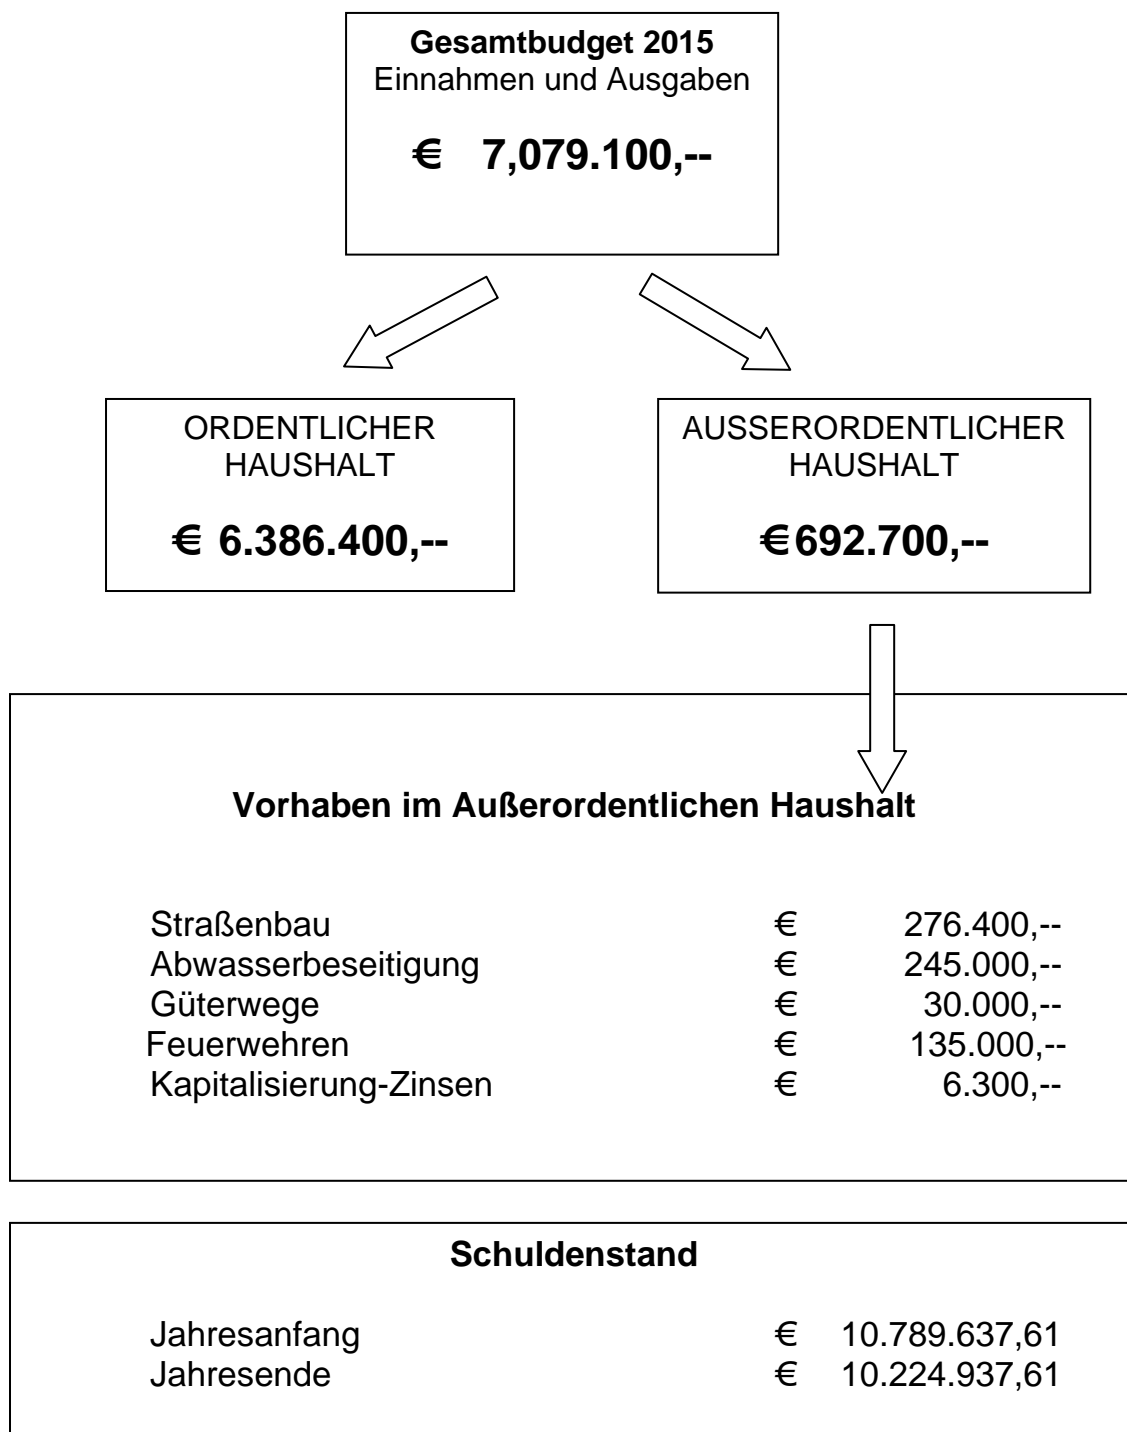 Gesamtbudget 2015
Einnahmen und Ausgaben
€ 7,079.100,--
ORDENTLICHER
HAUSHALT
€ 6.386.400,--
AUSSERORDENTLICHER
HAUSHALT
€ 692.700,--
Vorhaben im Außerordentlichen Haushalt
Straßenbau € 276.400,--
Abwasserbeseitigung € 245.000,--
Güterwege € 30.000,--
Feuerwehren € 135.000,--
Kapitalisierung-Zinsen € 6.300,--
Schuldenstand
Jahresanfang € 10.789.637,61
Jahresende € 10.224.937,61